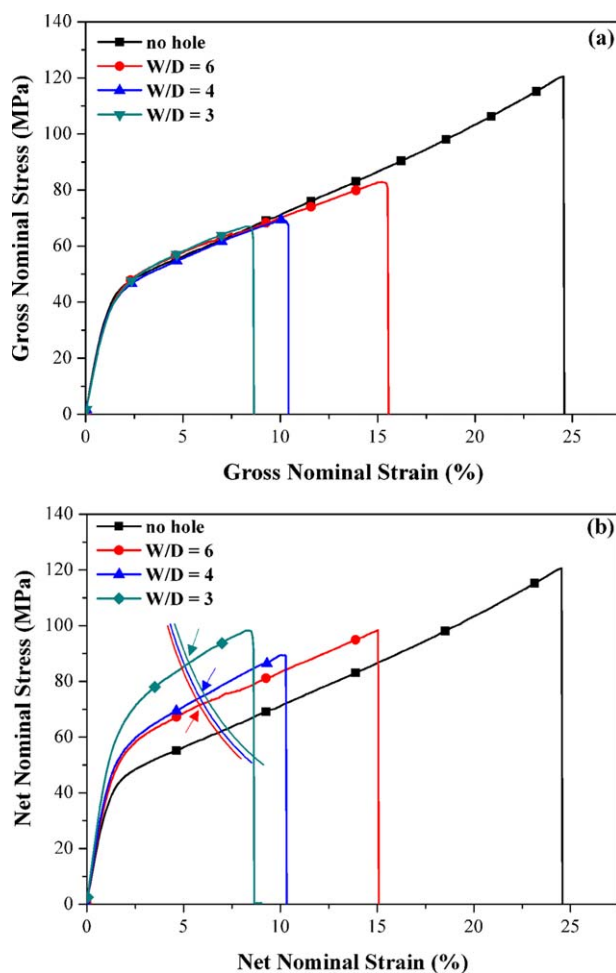 (a)
no hole
W/D = 6
W/D = 4
W/D = 3
Gross Nominal Stress (MPa)
140
120
100
80
60
40
20
0
0 5 10 15 20 25
Gross Nominal Strain (%)
(b)
no hole
W/D = 6
W/D = 4
W/D = 3
Net Nominal Stress (MPa)
140
120
100
80
60
40
20
0
0 5 10 15 20 25
Net Nominal Strain (%)